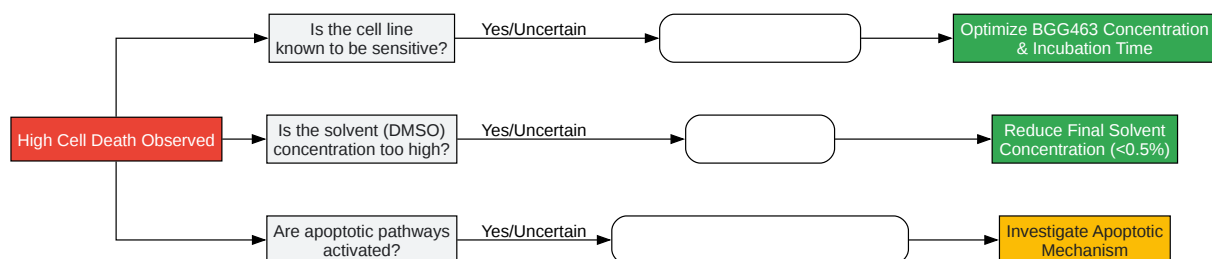 Is the cell line
known to be sensitive?
Yes/Uncertain
Optimize BGG463 Concentration
& Incubation Time
High Cell Death Observed
Is the solvent (DMSO)
concentration too high?
Yes/Uncertain
Reduce Final Solvent
Concentration (<0.5%)
Are apoptotic pathways
activated?
Yes/Uncertain
Investigate Apoptotic
Mechanism